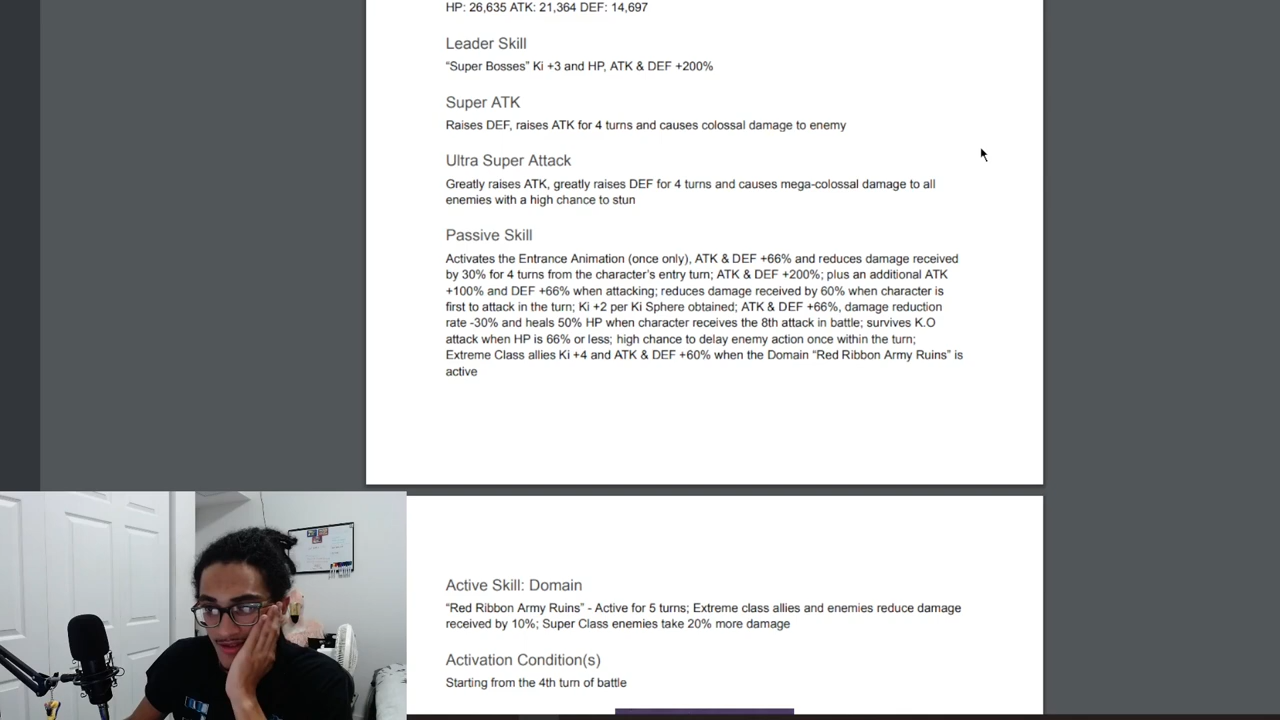 HP: 26,635 ATK: 21,364 DEF: 14,697
Leader Skill
“Super Bosses” Ki +3 and HP, ATK & DEF +200%
Super ATK
Raises DEF, raises ATK for 4 turns and causes colossal damage to enemy
Ultra Super Attack
Greatly raises ATK, greatly raises DEF for 4 turns and causes mega-colossal damage to all
enemies with a high chance to stun
Passive Skill
Activates the Entrance Animation (once only), ATK & DEF +66% and reduces damage received
by 30% for 4 turns from the character’s entry turn; ATK & DEF +200%; plus an additional ATK
+100% and DEF +66% when attacking; reduces damage received by 60% when character is
first to attack in the turn; Ki +2 per Ki Sphere obtained; ATK & DEF +66%, damage reduction
rate -30% and heals 50% HP when character receives the 8th attack in battle; survives K.O
attack when HP is 66% or less; high chance to delay enemy action once within the turn;
Extreme Class allies Ki +4 and ATK & DEF +60% when the Domain “Red Ribbon Army Ruins” is
active
Active Skill: Domain
“Red Ribbon Army Ruins” - Active for 5 turns; Extreme class allies and enemies reduce damage
received by 10%; Super Class enemies take 20% more damage
Activation Condition(s)
Starting from the 4th turn of battle